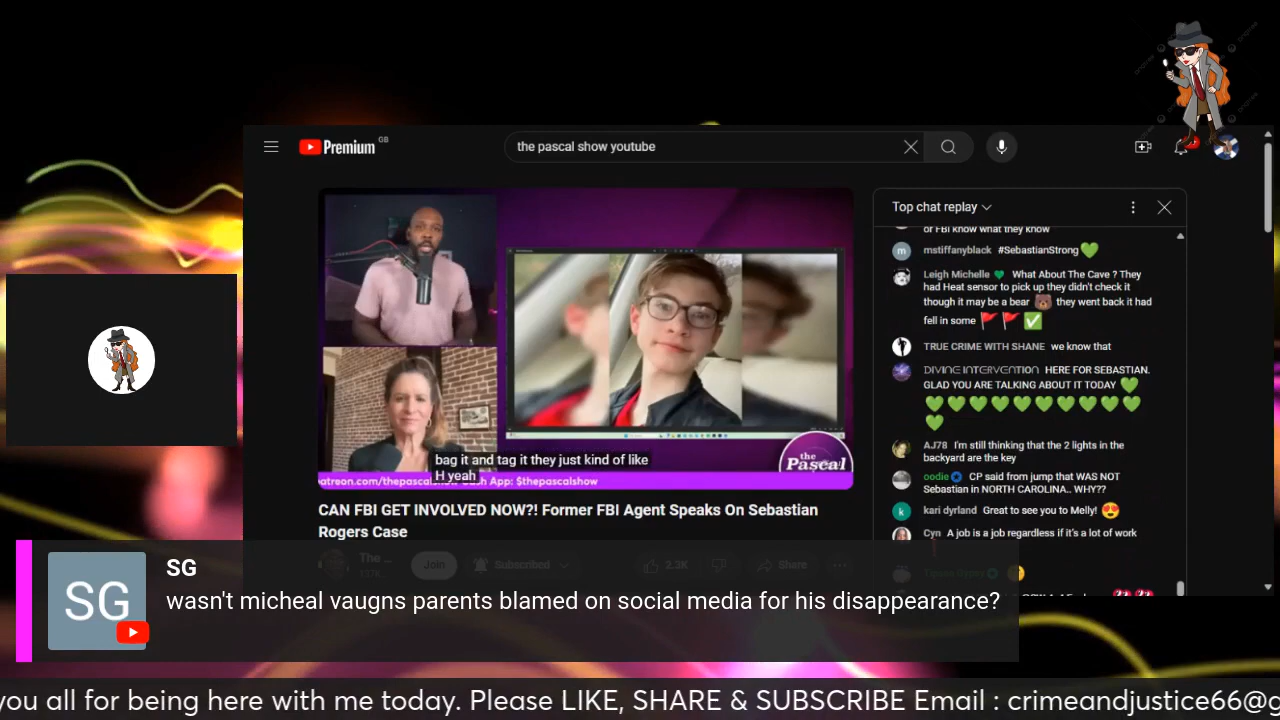 Premium GB
the pascal show youtube
Top chat replay
or FBI know what they know
m
mstiffanyblack #SebastianStrong💚
Leigh Michelle 💚 What About The Cave ? They
had Heat sensor to pick up they didn't check it
though it may be a bear 🐻 they went back it had
fell in some 🚩🚩✅
TRUE CRIME WITH SHANE we know that
DIVINE INTERVENTION HERE FOR SEBASTIAN.
GLAD YOU ARE TALKING ABOUT IT TODAY 💚
💚💚💚💚💚💚💚💚💚💚
💚
AJ78 I'm still thinking that the 2 lights in the
backyard are the key
oodie CP said from jump that WAS NOT
Sebastian in NORTH CAROLINA.. WHY??
k
kari dyrland Great to see you to Melly! 😍
Cyn A job is a job regardless if it's a lot of work
bag it and tag it they just kind of like
H yeah
the
Pascal
atreon.com/thepascalshow Cash App: $thepascalshow
CAN FBI GET INVOLVED NOW?! Former FBI Agent Speaks On Sebastian
Rogers Case
The ...
Join
Subscribed
2.3K
Share
SG
SG
wasn't micheal vaugns parents blamed on social media for his disappearance?
you all for being here with me today. Please LIKE, SHARE & SUBSCRIBE Email : crimeandjustice66@g